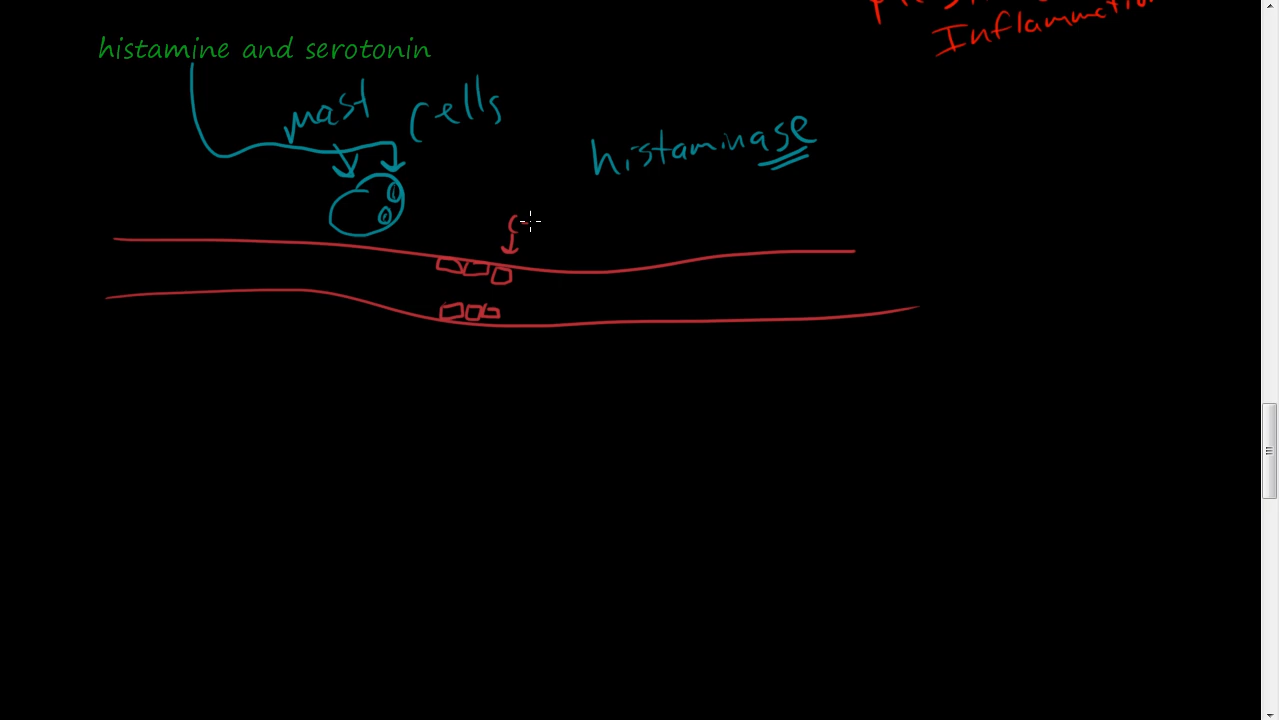 Inflammation
histamine and serotonin
mast cells
histaminase